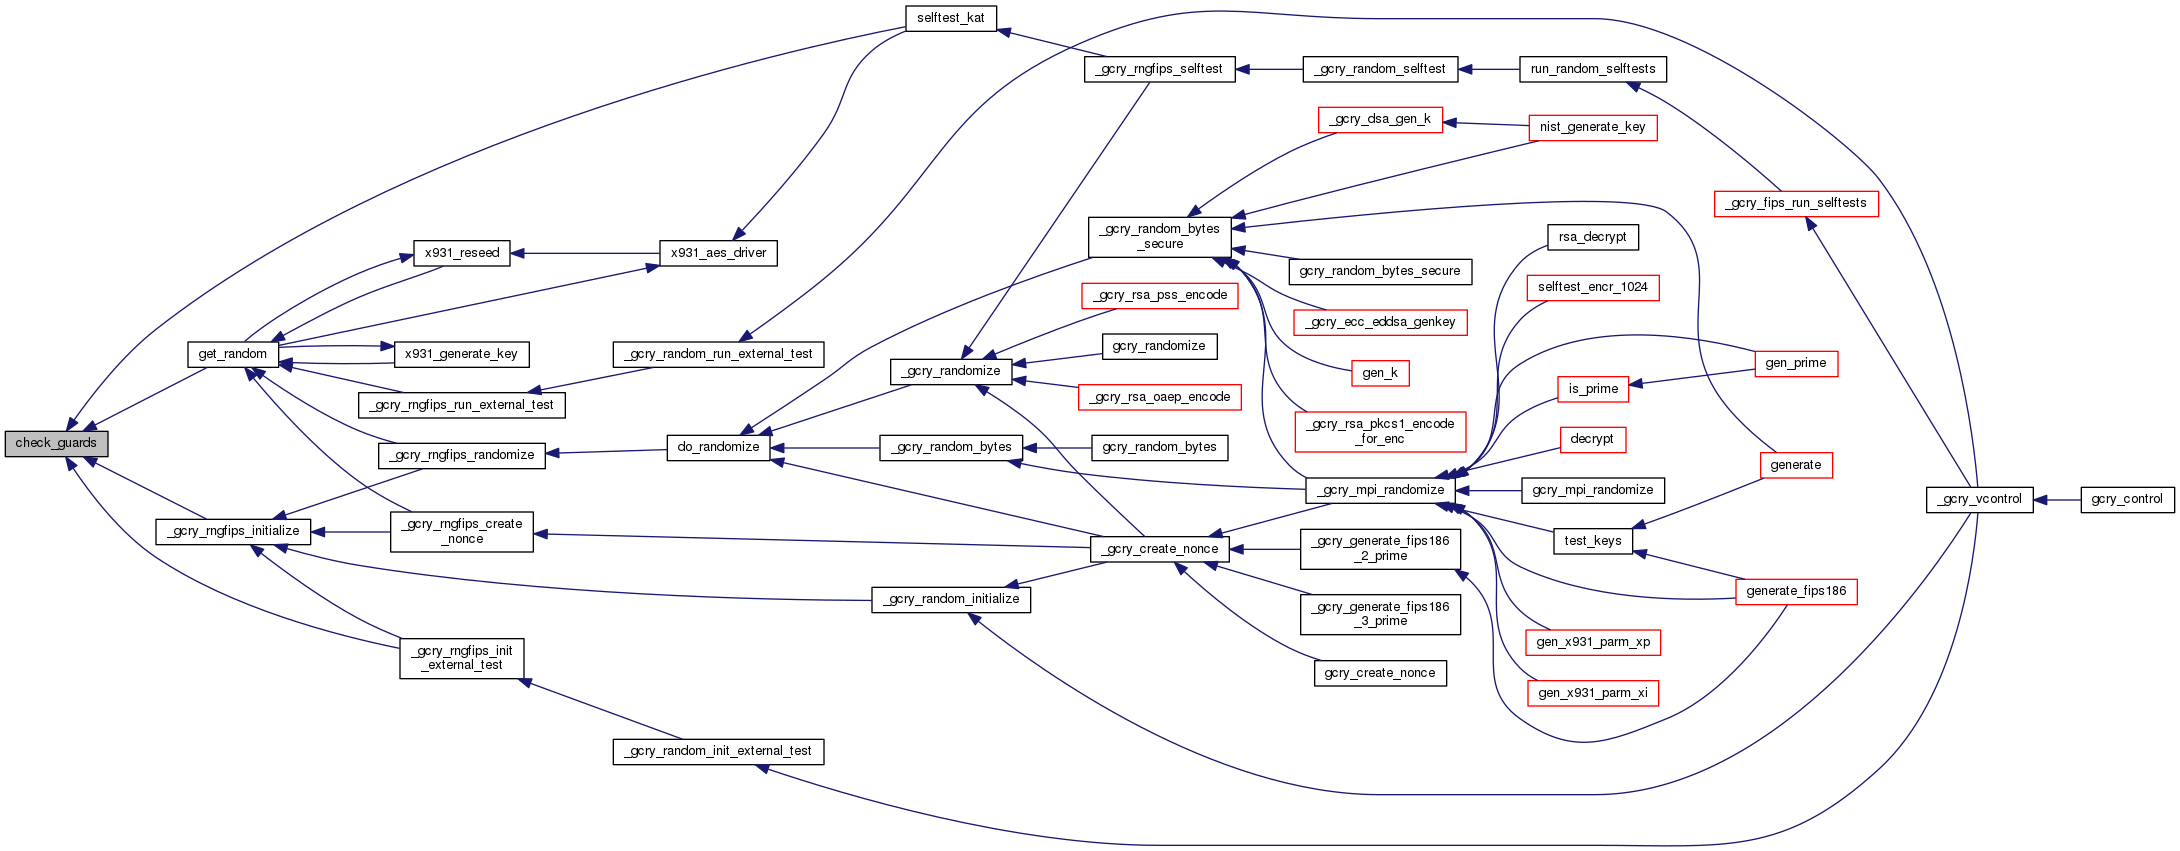 selftest_kat
_gcry_rngfips_selftest
_gcry_random_selftest
run_random_selftests
_gcry_dsa_gen_k
nist_generate_key
_gcry_fips_run_selftests
_gcry_random_bytes
_secure
rsa_decrypt
x931_reseed
x931_aes_driver
gcry_random_bytes_secure
selftest_encr_1024
_gcry_rsa_pss_encode
_gcry_ecc_eddsa_genkey
get_random
x931_generate_key
_gcry_random_run_external_test
gcry_randomize
_gcry_randomize
gen_k
gen_prime
is_prime
_gcry_rngfips_run_external_test
_gcry_rsa_oaep_encode
_gcry_rsa_pkcs1_encode
_for_enc
check_guards
_gcry_rngfips_randomize
do_randomize
_gcry_random_bytes
gcry_random_bytes
decrypt
generate
_gcry_mpi_randomize
gcry_mpi_randomize
_gcry_vcontrol
gcry_control
_gcry_rngfips_initialize
_gcry_rngfips_create
_nonce
_gcry_create_nonce
_gcry_generate_fips186
_2_prime
test_keys
_gcry_random_initialize
_gcry_generate_fips186
_3_prime
generate_fips186
_gcry_rngfips_init
_external_test
gen_x931_parm_xp
gcry_create_nonce
gen_x931_parm_xi
_gcry_random_init_external_test